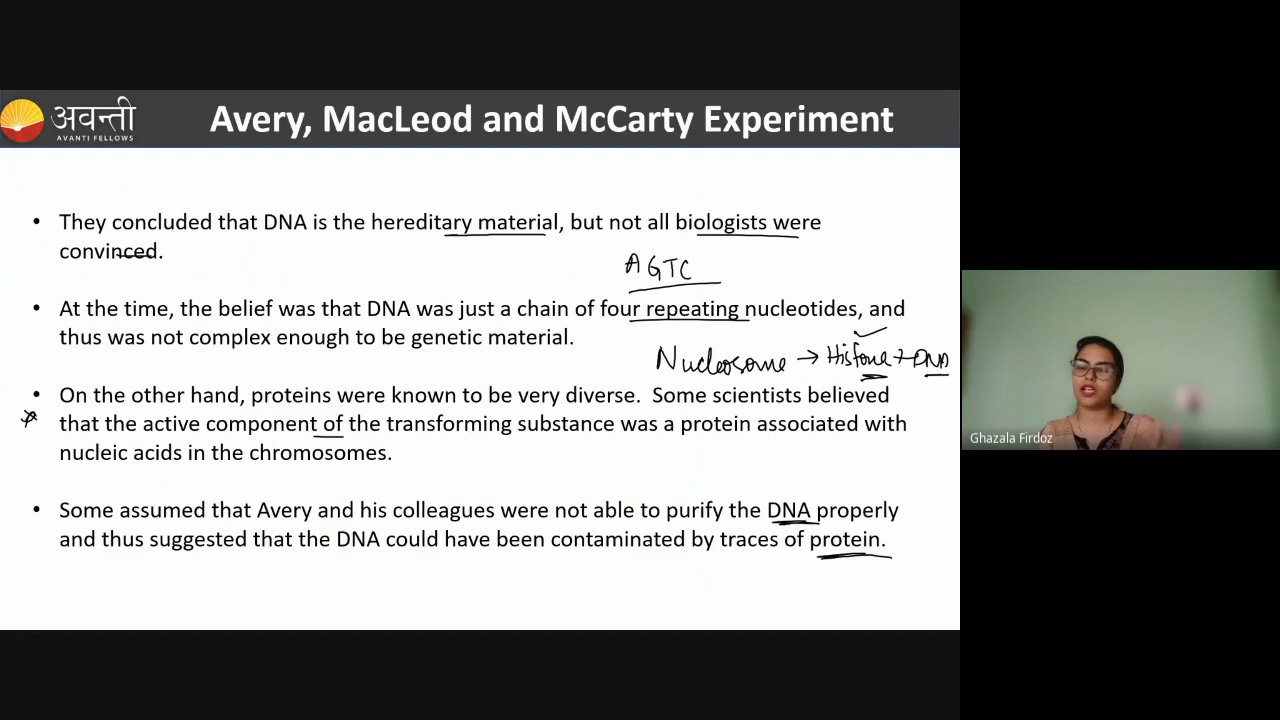 अवन्ती
AVANTI FELLOWS
Avery, MacLeod and McCarty Experiment
• They concluded that DNA is the hereditary material, but not all biologists were
convinced.
AGTC
• At the time, the belief was that DNA was just a chain of four repeating nucleotides, and
thus was not complex enough to be genetic material.
Nucleosome → Histone + DNA
• On the other hand, proteins were known to be very diverse. Some scientists believed
that the active component of the transforming substance was a protein associated with
nucleic acids in the chromosomes.
• Some assumed that Avery and his colleagues were not able to purify the DNA properly
and thus suggested that the DNA could have been contaminated by traces of protein.
Ghazala Firdoz